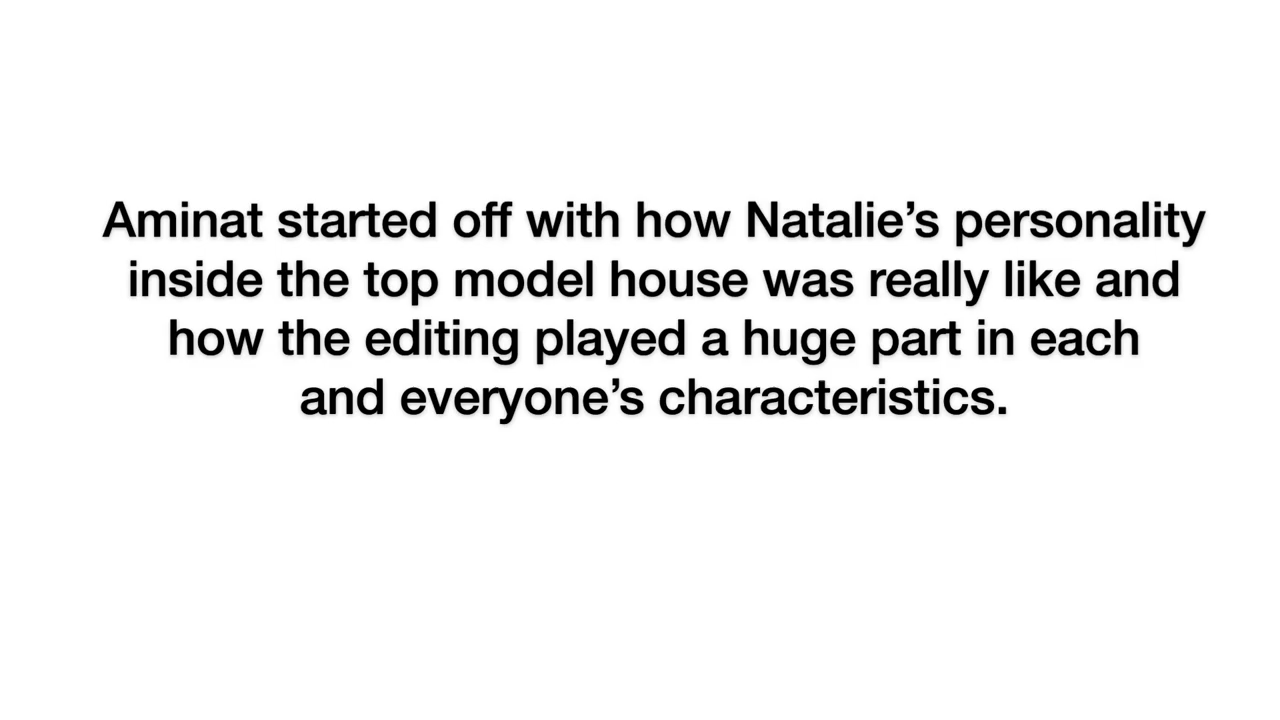 Aminat started off with how Natalie’s personality
inside the top model house was really like and
how the editing played a huge part in each
and everyone’s characteristics.